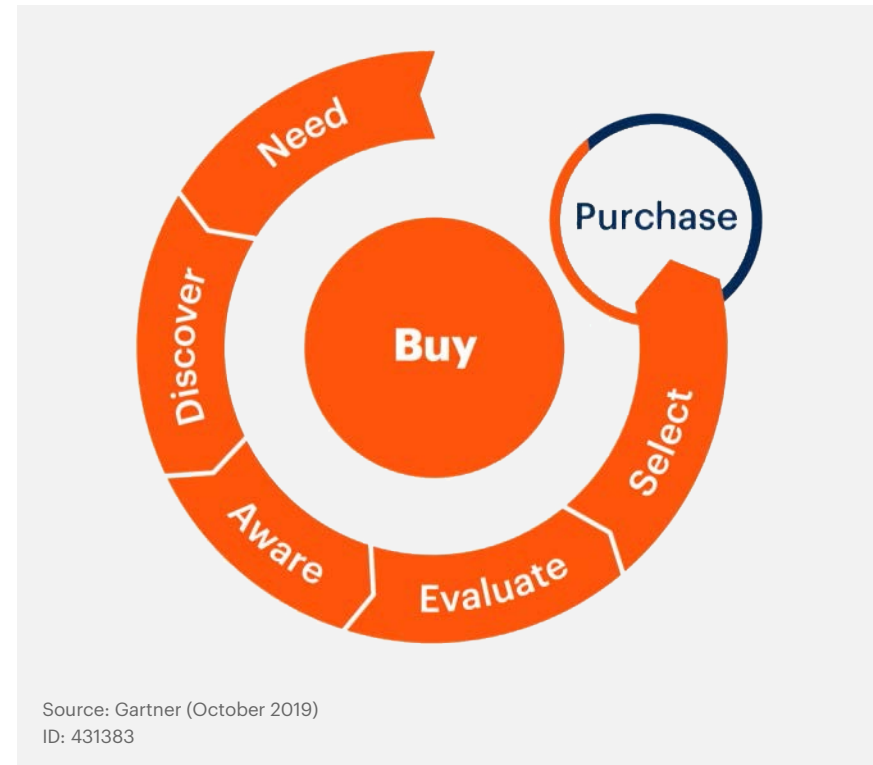 Need
Discover
Aware
Evaluate
Select
Purchase
Buy
Source: Gartner (October 2019)
ID: 431383